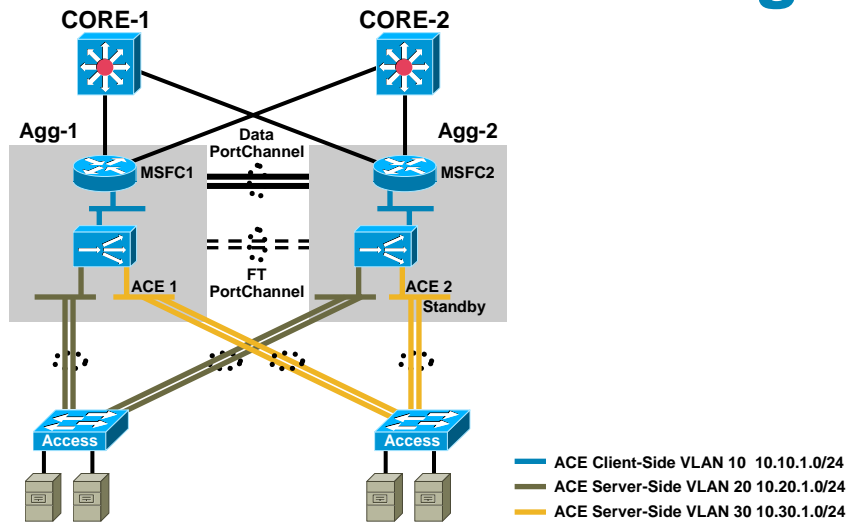 CORE-1
CORE-2
Agg-1
Agg-2
Data
PortChannel
MSFC1
MSFC2
FT
PortChannel
ACE 1
ACE 2
Standby
Access
Access
ACE Client-Side VLAN 10 10.10.1.0/24
ACE Server-Side VLAN 20 10.20.1.0/24
ACE Server-Side VLAN 30 10.30.1.0/24